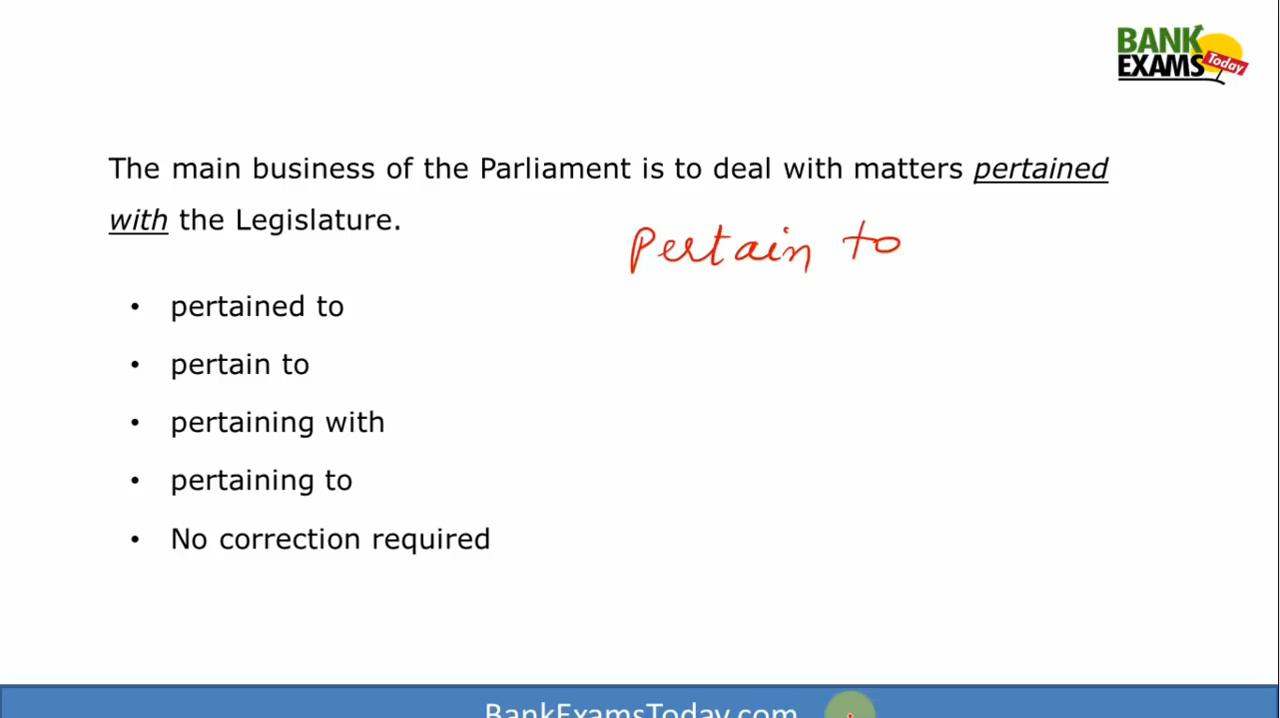 BANK
EXAMS Today
The main business of the Parliament is to deal with matters pertained
with the Legislature.
Pertain to
• pertained to
• pertain to
• pertaining with
• pertaining to
• No correction required
BankExamsToday.com